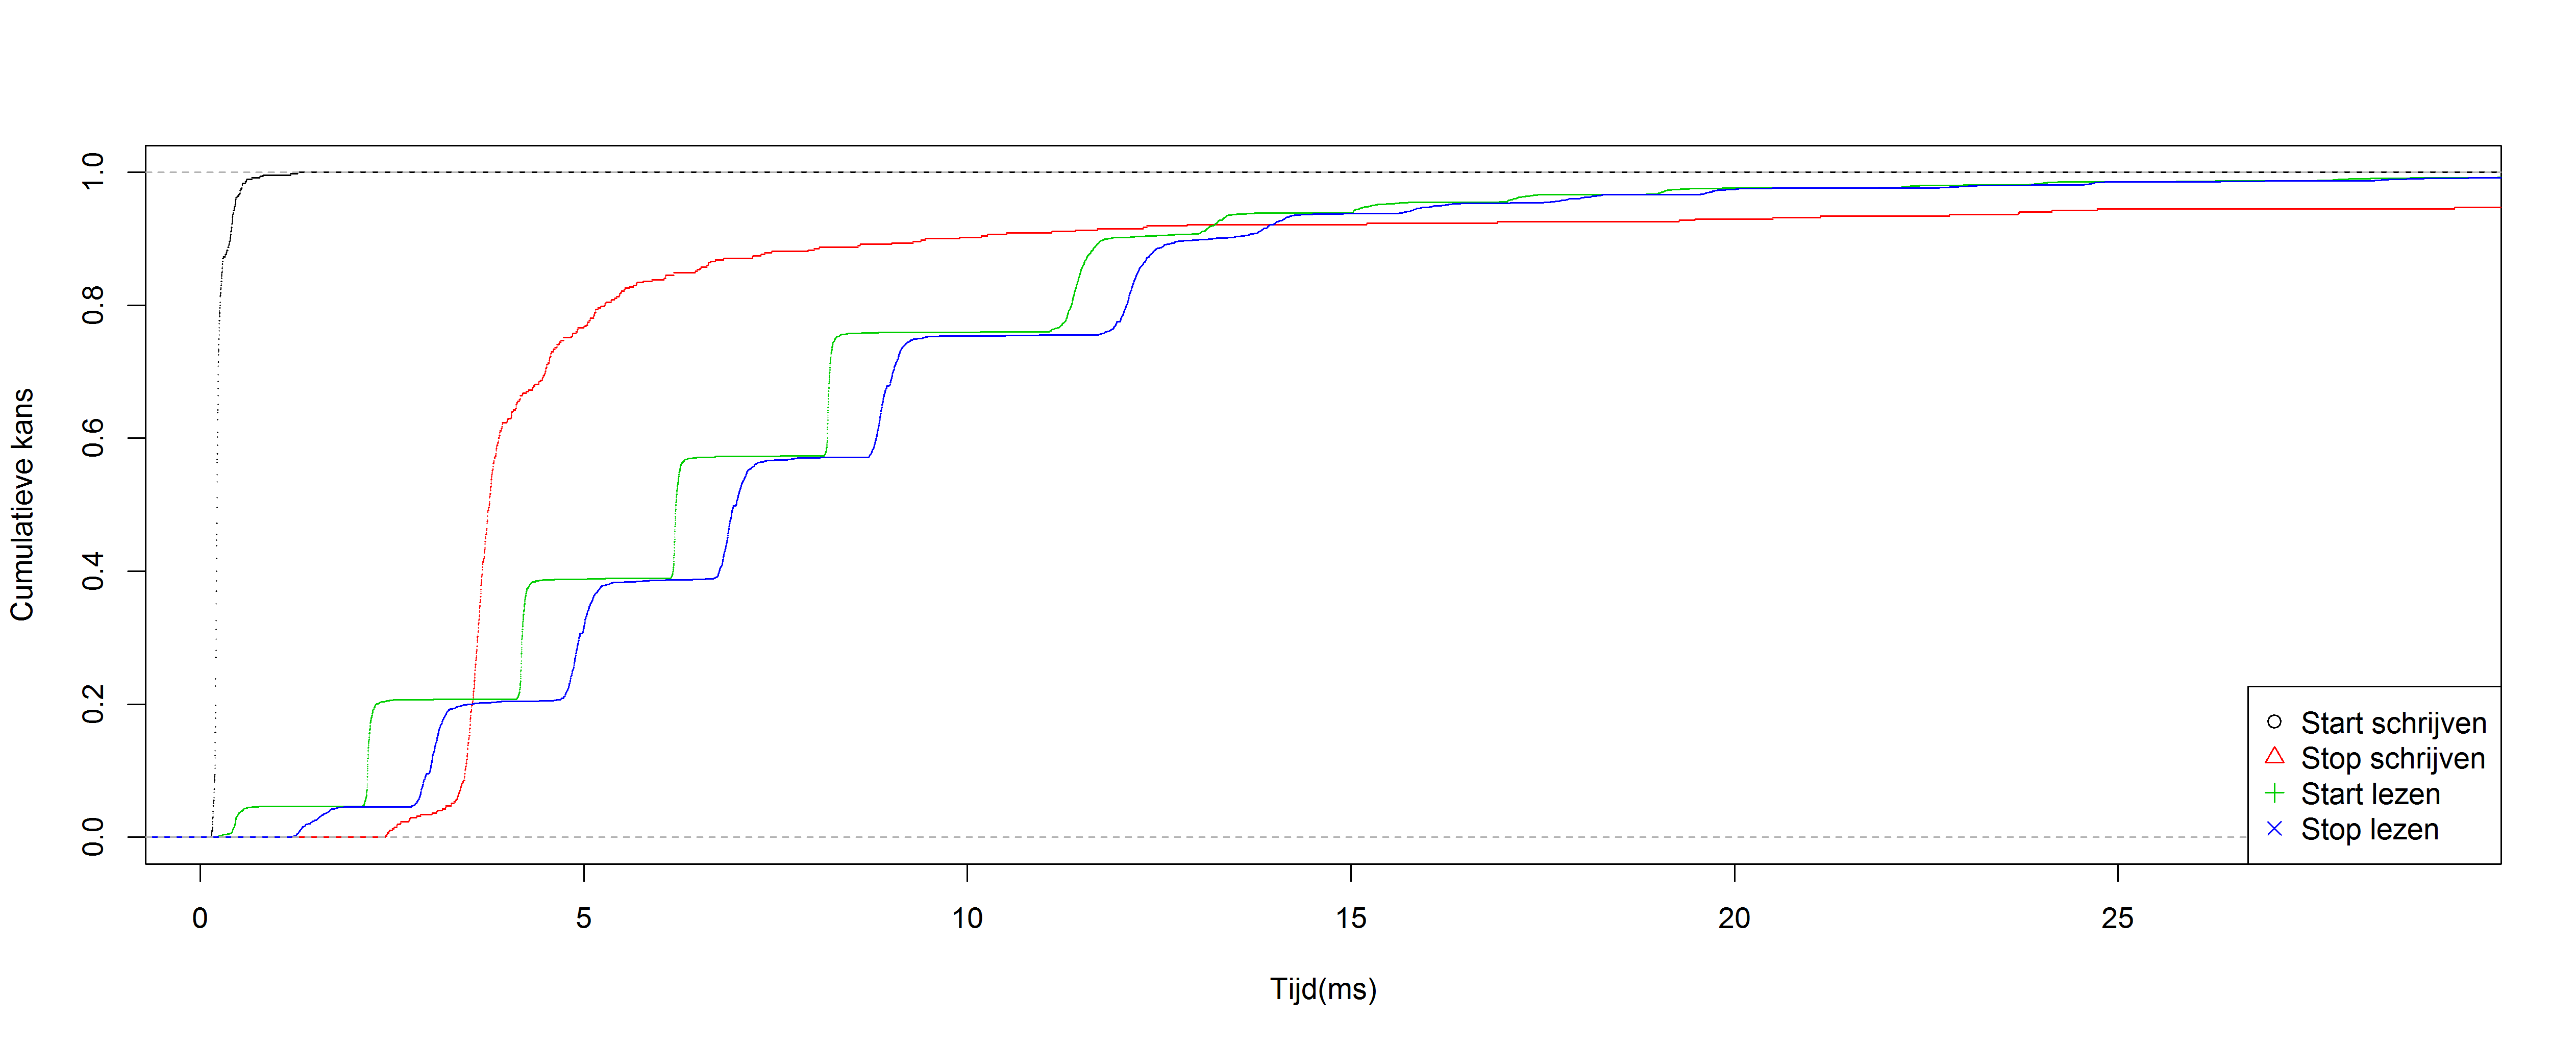 Cumulatieve kans
1.0
0.8
0.6
0.4
0.2
0.0
0 5 10 15 20 25
Tijd(ms)
Start schrijven
Stop schrijven
Start lezen
Stop lezen